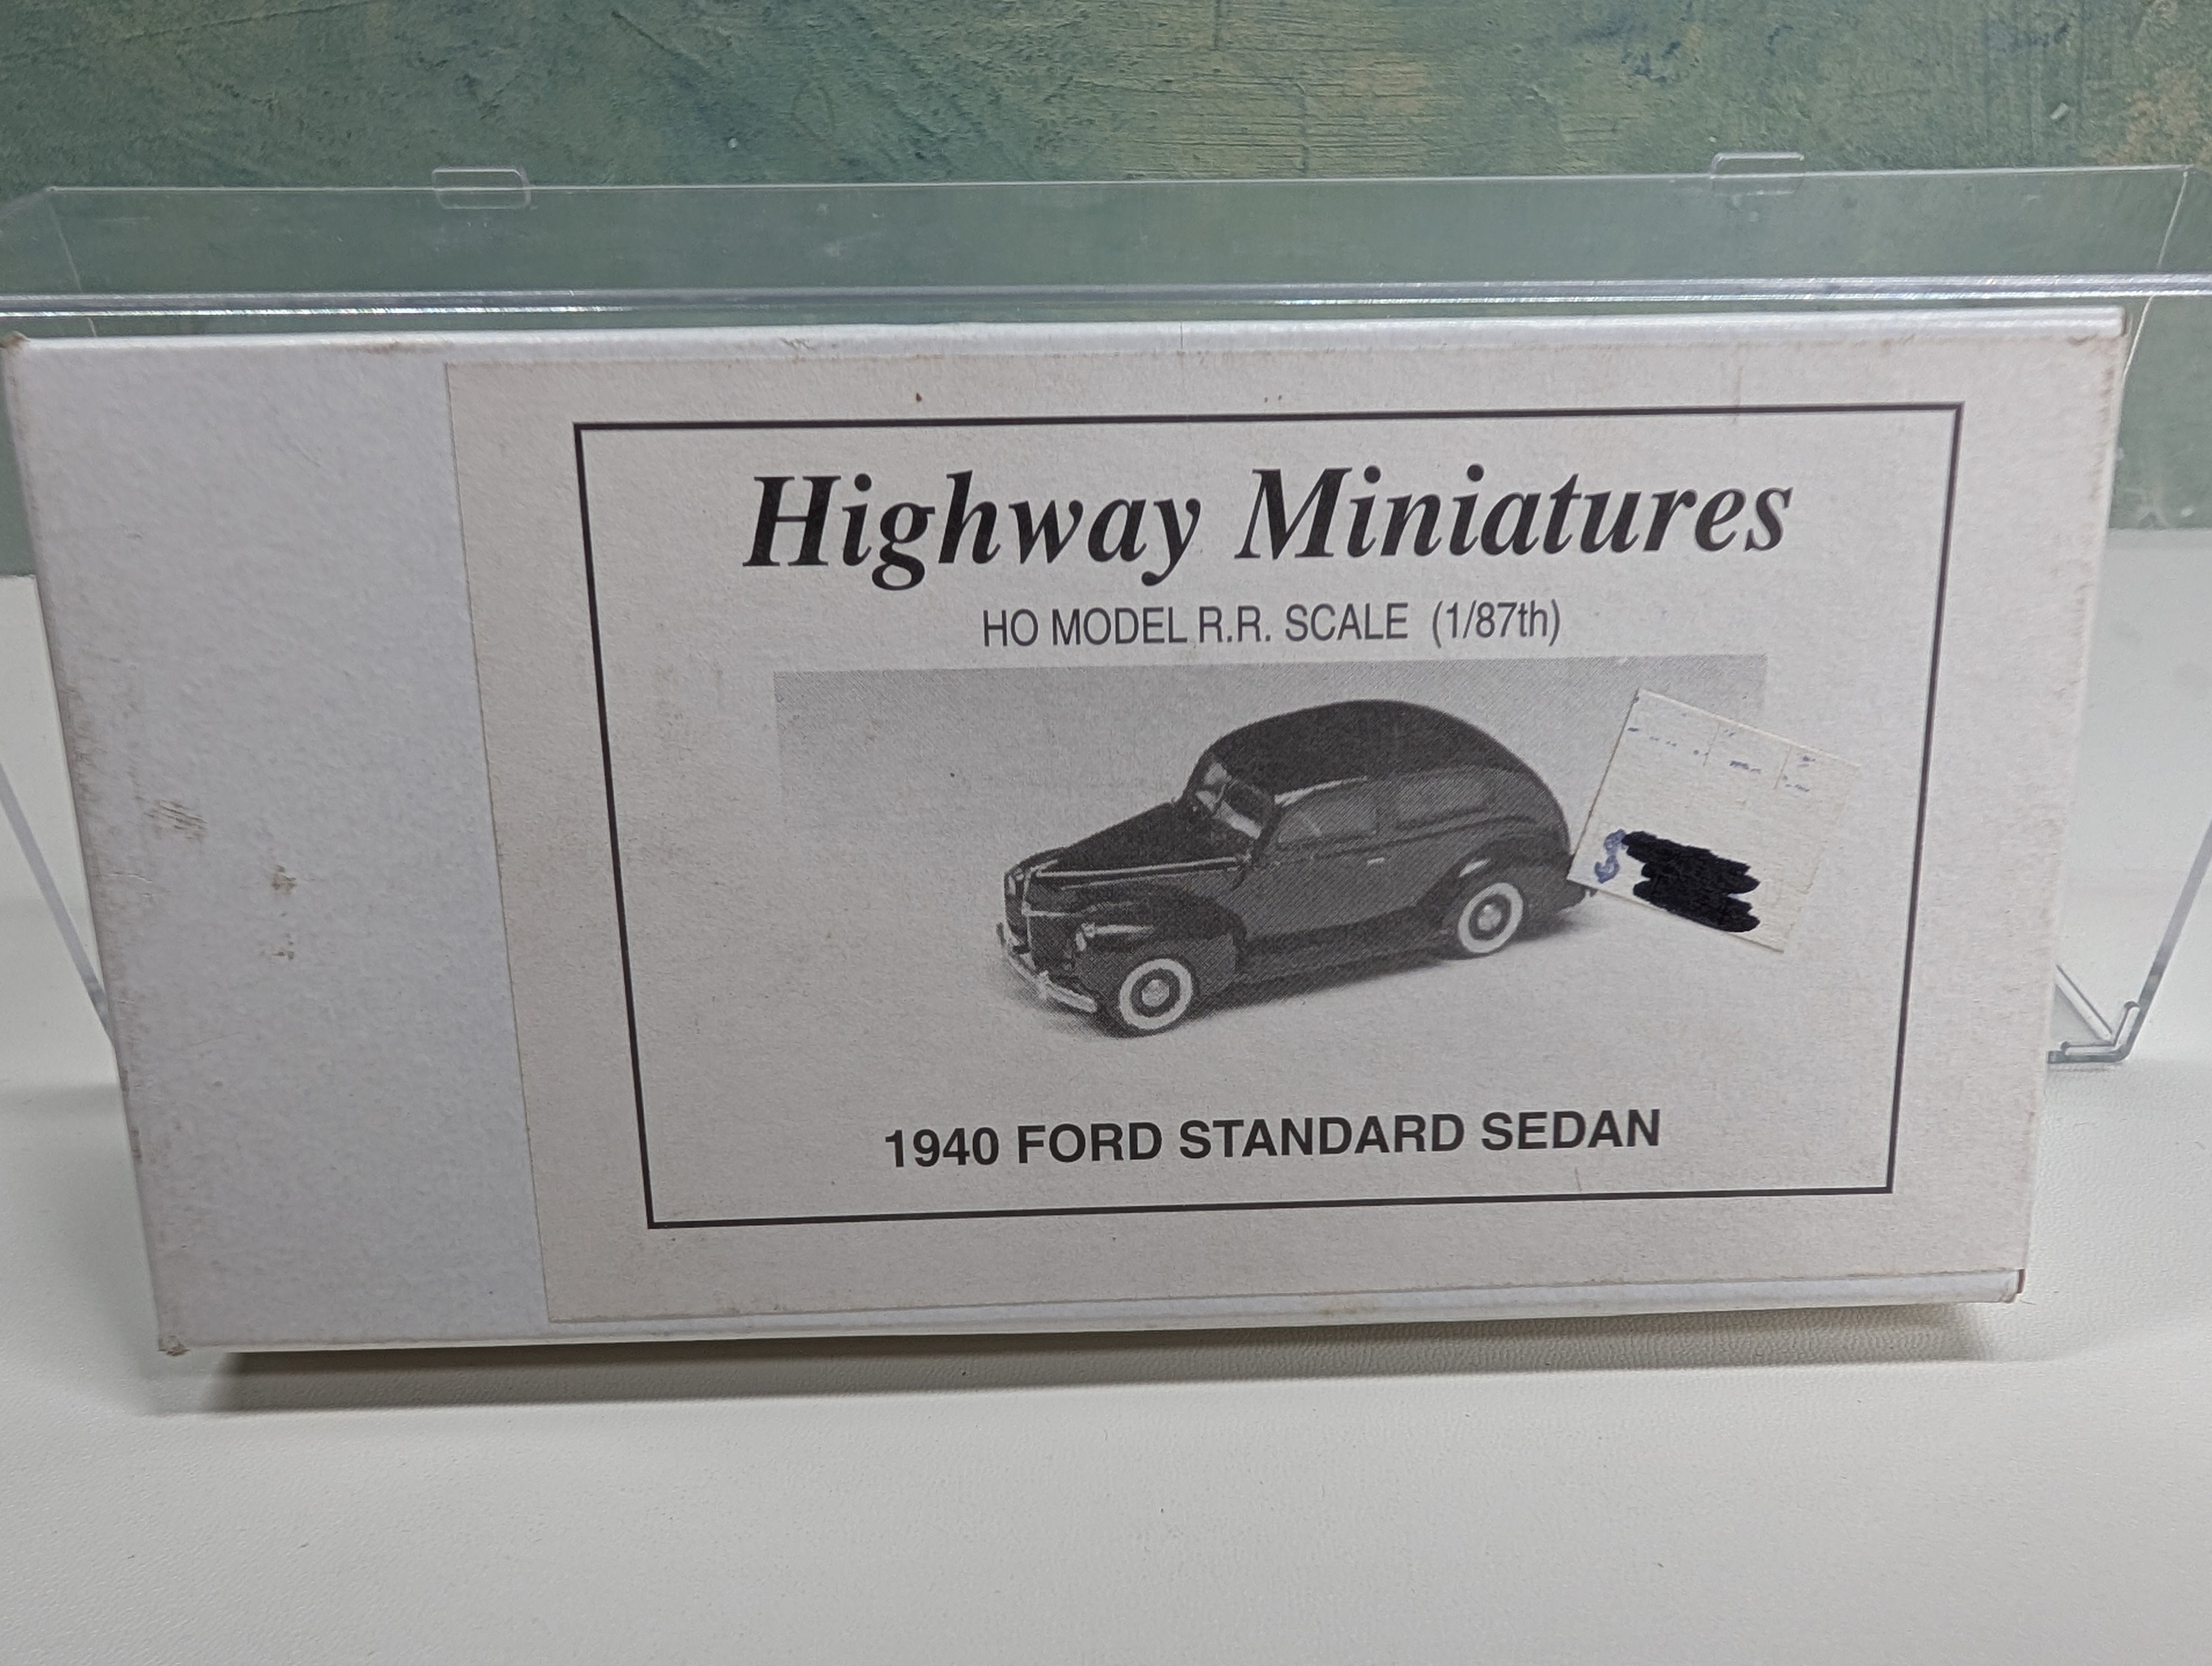 Highway Miniatures
HO MODEL R.R. SCALE (1/87th)
1940 FORD STANDARD SEDAN